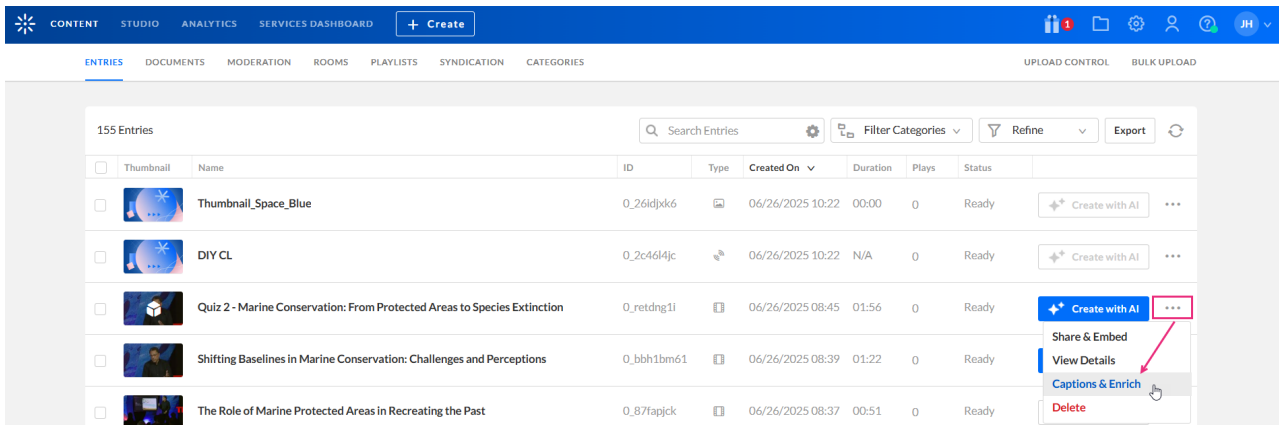 CONTENT STUDIO ANALYTICS SERVICES DASHBOARD + Create 1 JH
ENTRIES DOCUMENTS MODERATION ROOMS PLAYLISTS SYNDICATION CATEGORIES UPLOAD CONTROL BULK UPLOAD
155 Entries Search Entries Filter Categories Refine Export
Thumbnail Name ID Type Created On Duration Plays Status
Thumbnail_Space_Blue 0_26idjxk6 06/26/2025 10:22 00:00 0 Ready Create with AI
DIY CL 0_2c46l4jc 06/26/2025 10:22 N/A 0 Ready Create with AI
Quiz 2 - Marine Conservation: From Protected Areas to Species Extinction 0_retdng1i 06/26/2025 08:45 01:56 0 Ready Create with AI
Share & Embed
Shifting Baselines in Marine Conservation: Challenges and Perceptions 0_bbh1bm61 06/26/2025 08:39 01:22 0 Ready View Details
Captions & Enrich
The Role of Marine Protected Areas in Recreating the Past 0_87fapjck 06/26/2025 08:37 00:51 0 Ready Delete